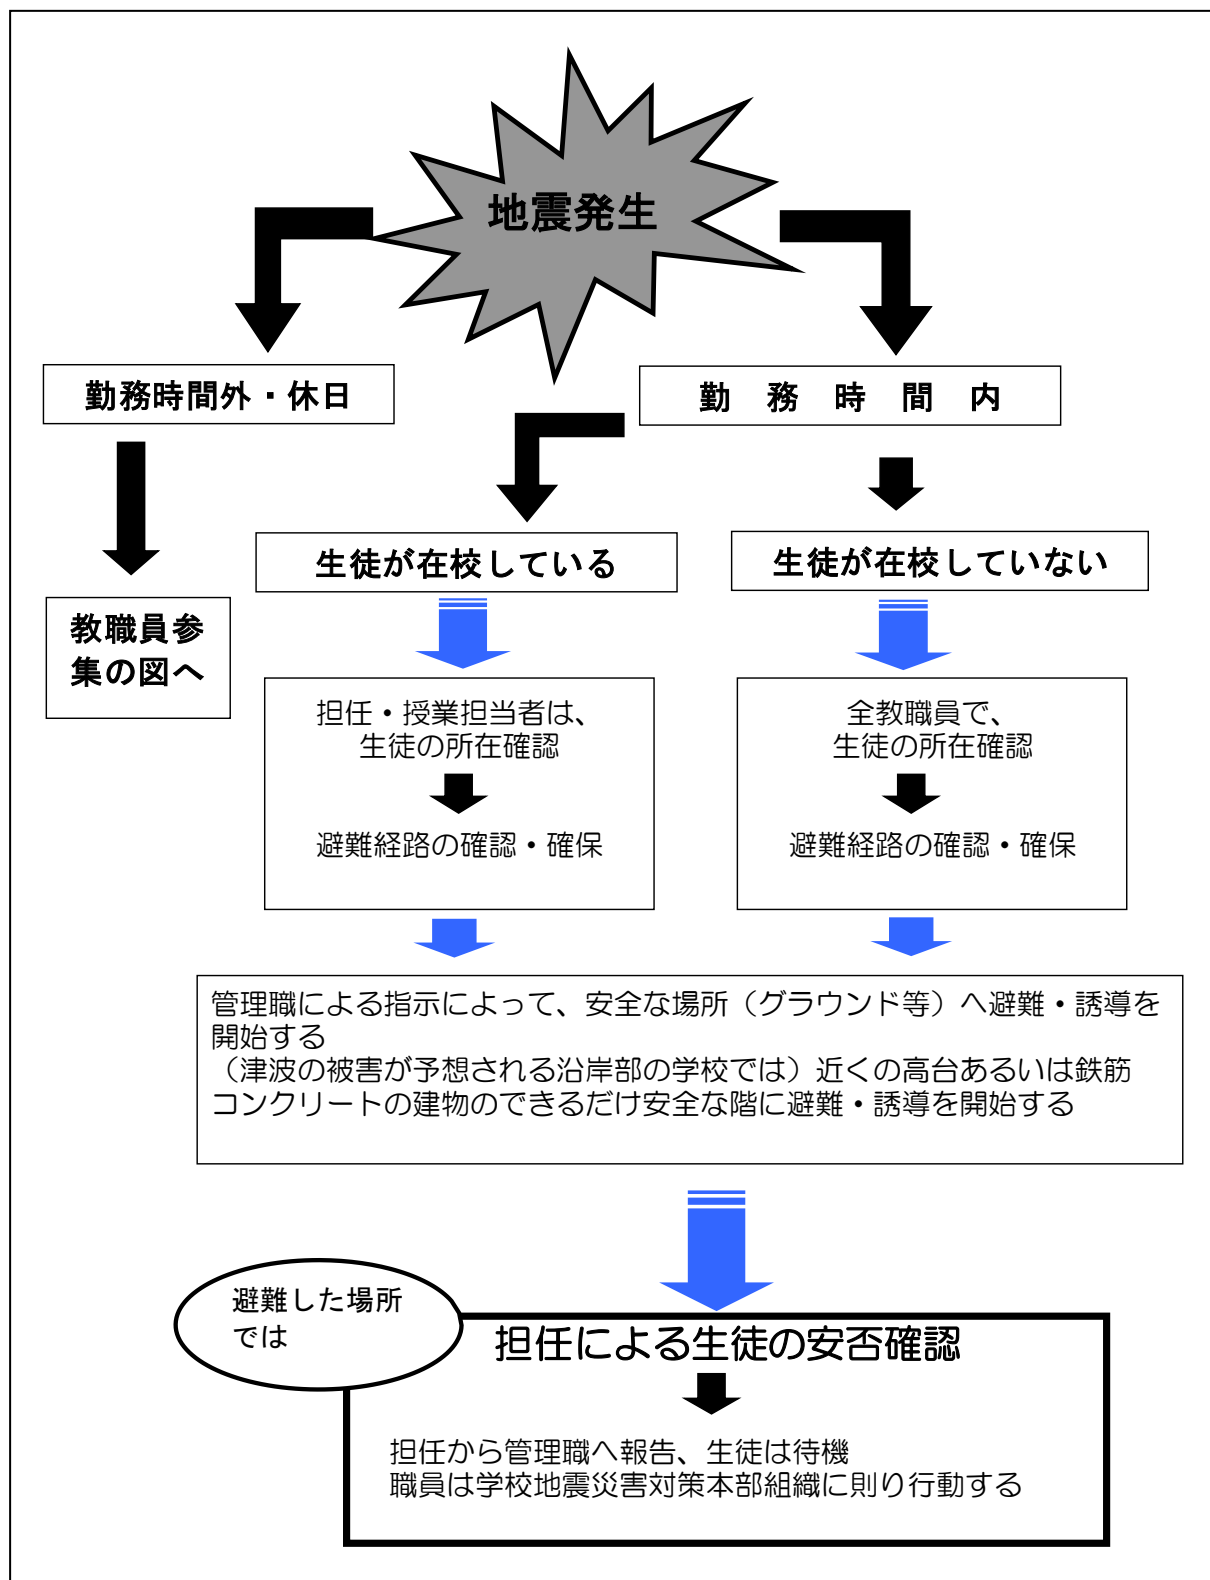 地震発生
勤務時間外・休日
勤務時間内
生徒が在校している
生徒が在校していない
教職員参
集の図へ
担任・授業担当者は、
生徒の所在確認
避難経路の確認・確保
全教職員で、
生徒の所在確認
避難経路の確認・確保
管理職による指示によって、安全な場所（グラウンド等）へ避難・誘導を
開始する
（津波の被害が予想される沿岸部の学校では）近くの高台あるいは鉄筋
コンクリートの建物のできるだけ安全な階に避難・誘導を開始する
避難した場所
では
担任による生徒の安否確認
担任から管理職へ報告、生徒は待機
職員は学校地震災害対策本部組織に則り行動する